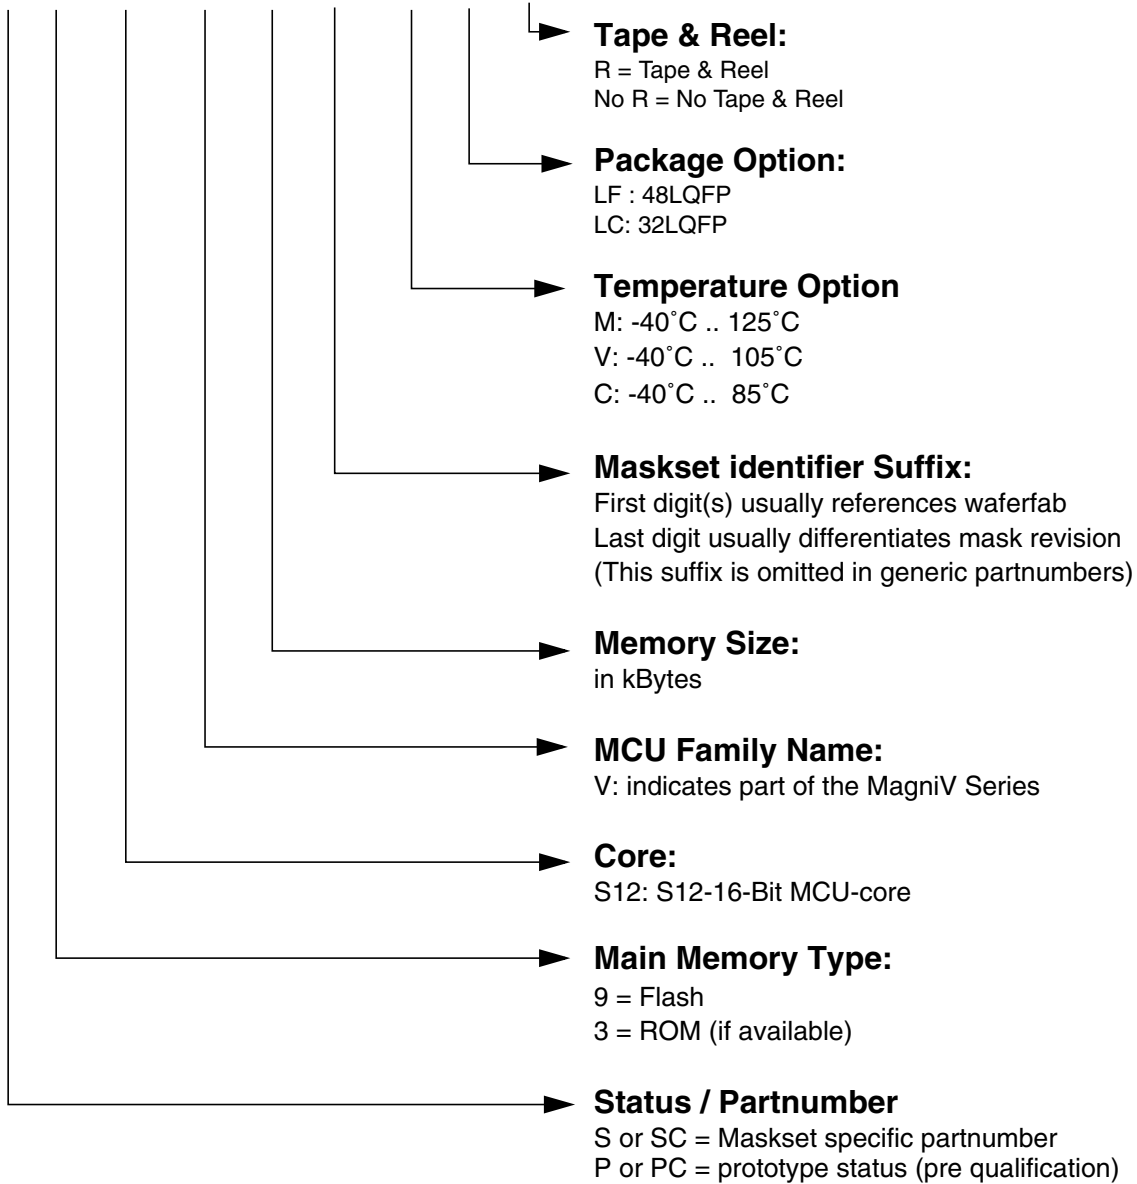 Tape & Reel:
R = Tape & Reel
No R = No Tape & Reel
Package Option:
LF : 48LQFP
LC: 32LQFP
Temperature Option
M: -40˚C .. 125˚C
V: -40˚C .. 105˚C
C: -40˚C .. 85˚C
Maskset identifier Suffix:
First digit(s) usually references waferfab
Last digit usually differentiates mask revision
(This suffix is omitted in generic partnumbers)
Memory Size:
in kBytes
MCU Family Name:
V: indicates part of the MagniV Series
Core:
S12: S12-16-Bit MCU-core
Main Memory Type:
9 = Flash
3 = ROM (if available)
Status / Partnumber
S or SC = Maskset specific partnumber
P or PC = prototype status (pre qualification)